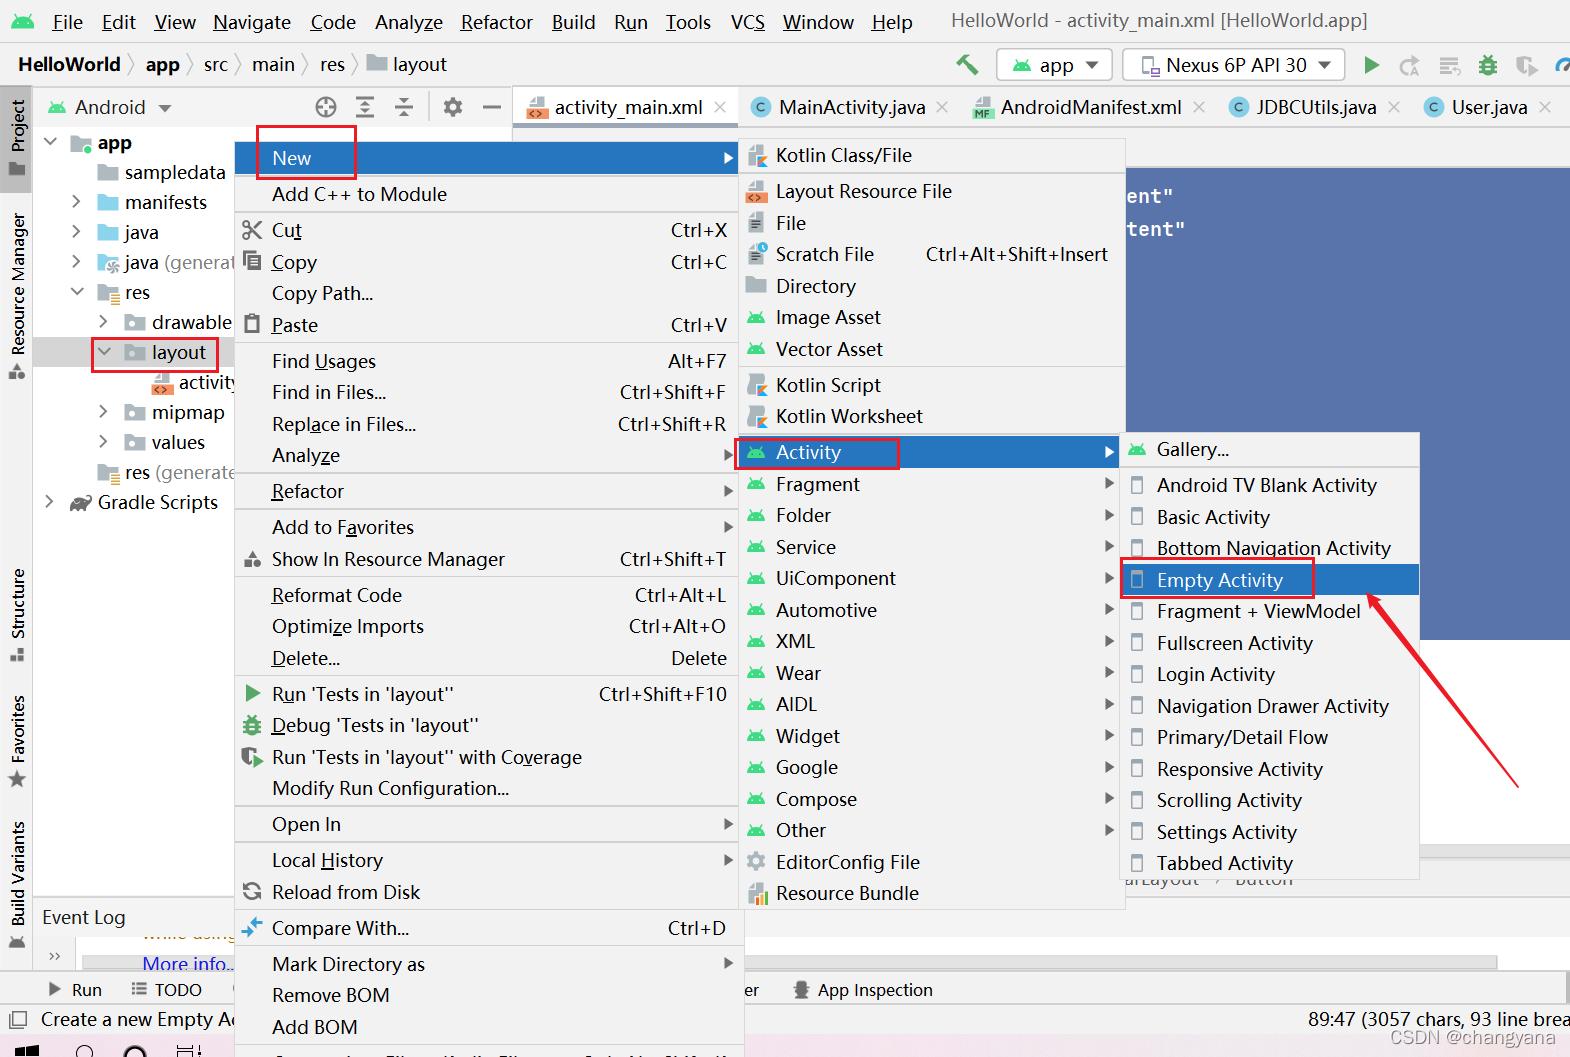 File Edit View Navigate Code Analyze Refactor Build Run Tools VCS Window Help HelloWorld - activity_main.xml [HelloWorld.app]
HelloWorld app src main res layout app Nexus 6P API 30
Project
Resource Manager
Structure
Favorites
Build Variants
Android
activity_main.xml MainActivity.java AndroidManifest.xml JDBCUtils.java User.java
app
sampledata
manifests
java
java (generat
res
drawable
layout
activity
mipmap
values
res (generate
Gradle Scripts
New
Add C++ to Module
Cut Ctrl+X
Copy Ctrl+C
Copy Path...
Paste Ctrl+V
Find Usages Alt+F7
Find in Files... Ctrl+Shift+F
Replace in Files... Ctrl+Shift+R
Analyze
Refactor
Add to Favorites
Show In Resource Manager Ctrl+Shift+T
Reformat Code Ctrl+Alt+L
Optimize Imports Ctrl+Alt+O
Delete... Delete
Run 'Tests in 'layout'' Ctrl+Shift+F10
Debug 'Tests in 'layout''
Run 'Tests in 'layout'' with Coverage
Modify Run Configuration...
Open In
Local History
Reload from Disk
Compare With... Ctrl+D
Mark Directory as
Remove BOM
Add BOM
Kotlin Class/File
Layout Resource File
File
Scratch File Ctrl+Alt+Shift+Insert
Directory
Image Asset
Vector Asset
Kotlin Script
Kotlin Worksheet
Activity
Fragment
Folder
Service
UiComponent
Automotive
XML
Wear
AIDL
Widget
Google
Compose
Other
EditorConfig File
Resource Bundle
ent"
tent"
Gallery...
Android TV Blank Activity
Basic Activity
Bottom Navigation Activity
Empty Activity
Fragment + ViewModel
Fullscreen Activity
Login Activity
Navigation Drawer Activity
Primary/Detail Flow
Responsive Activity
Scrolling Activity
Settings Activity
Tabbed Activity
Button
Event Log
while using
More info..
Run TODO er App Inspection
Create a new Empty Ac 89:47 (3057 chars, 93 line brea
CSDN @changyana